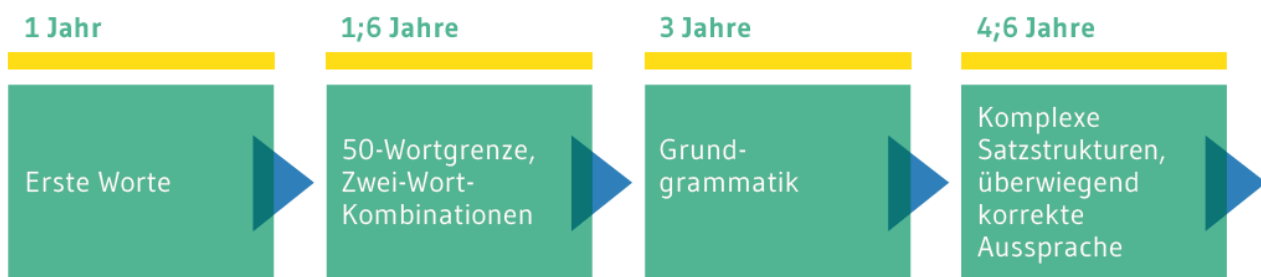 1 Jahr
Erste Worte
1;6 Jahre
50-Wortgrenze,
Zwei-Wort-
Kombinationen
3 Jahre
Grund-
grammatik
4;6 Jahre
Komplexe
Satzstrukturen,
überwiegend
korrekte
Aussprache